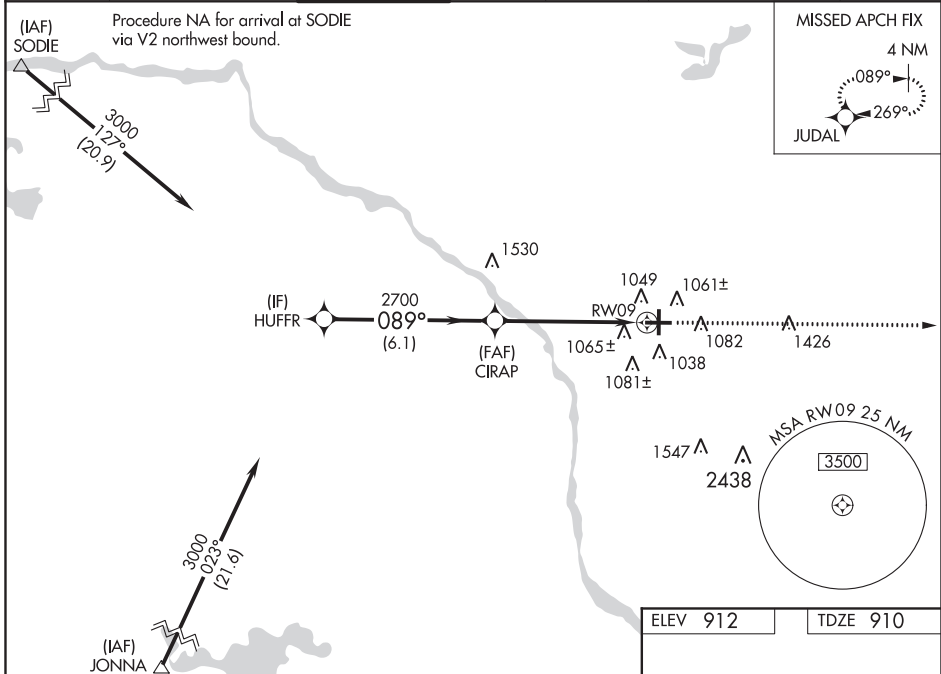 (IAF)
SODIE
Procedure NA for arrival at SODIE
via V2 northwest bound.
MISSED APCH FIX
4 NM
089°
269°
JUDAL
3000
127°
(20.9)
1530
(IF)
HUFFR
2700
089°
(6.1)
(FAF)
CIRAP
RW09
1049
1061±
1065±
1081±
1038
1082
1426
1547
2438
MSA RW09 25 NM
3500
3000
023°
(21.6)
(IAF)
JONNA
ELEV 912
TDZE 910